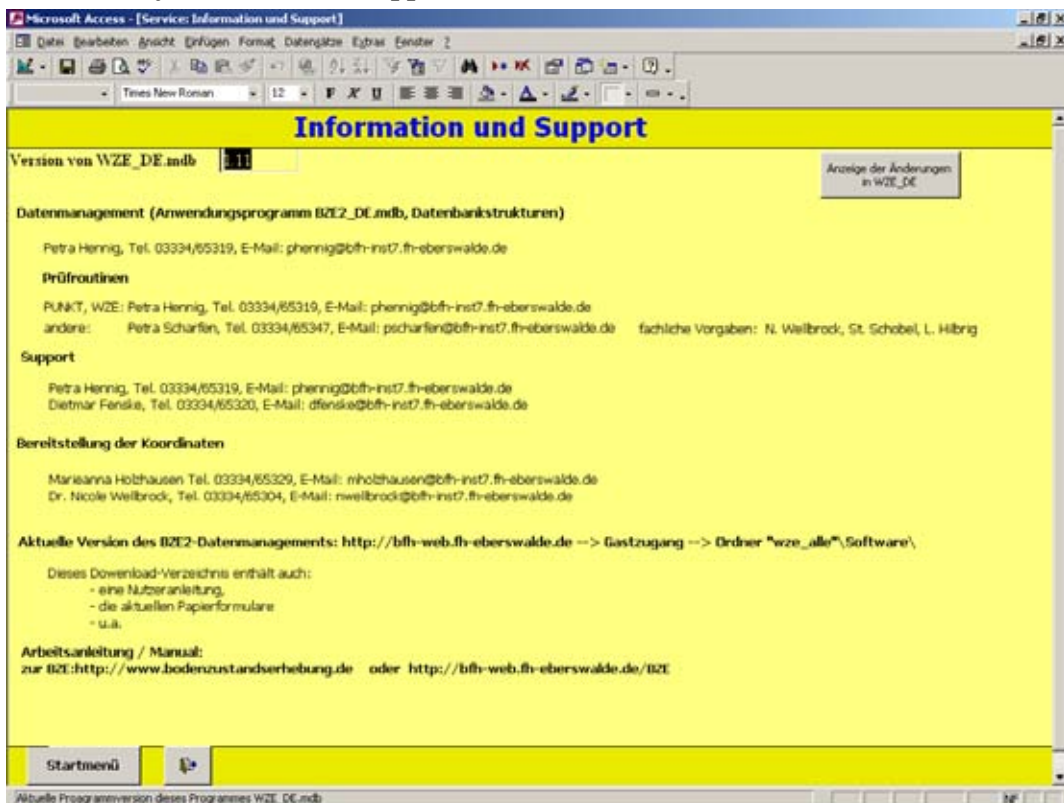 Microsoft Access - [Service: Information und Support]
Datei Bearbeiten Ansicht Einfügen Format Datensätze Extras Fenster ?
Times New Roman 12 F K U
Information und Support
Version von WZE_DE.mdb 1.11
Anzeige der Änderungen
in WZE_DE
Datenmanagement (Anwendungsprogramm BZE2_DE.mdb, Datenbankstrukturen)
Petra Hennig, Tel. 03334/65319, E-Mail: phennig@bfh-inst7.fh-eberswalde.de
Prüfroutinen
PUNKT, WZE: Petra Hennig, Tel. 03334/65319, E-Mail: phennig@bfh-inst7.fh-eberswalde.de
andere: Petra Scharfen, Tel. 03334/65347, E-Mail: pscharfen@bfh-inst7.fh-eberswalde.de fachliche Vorgaben: N. Wellbrock, St. Schobel, L. Hilbrig
Support
Petra Hennig, Tel. 03334/65319, E-Mail: phennig@bfh-inst7.fh-eberswalde.de
Dietmar Fenske, Tel. 03334/65320, E-Mail: dfenske@bfh-inst7.fh-eberswalde.de
Bereitstellung der Koordinaten
Marieanna Holzhausen Tel. 03334/65329, E-Mail: mholzhausen@bfh-inst7.fh-eberswalde.de
Dr. Nicole Wellbrock, Tel. 03334/65304, E-Mail: nwellbrock@bfh-inst7.fh-eberswalde.de
Aktuelle Version des BZE2-Datenmanagements: http://bfh-web.fh-eberswalde.de --> Gastzugang --> Ordner "wze_alle"\Software\
Dieses Dowenload-Verzeichnis enthält auch:
- eine Nutzeranleitung,
- die aktuellen Papierformulare
- u.a.
Arbeitsanleitung / Manual:
zur BZE:http://www.bodenzustandserhebung.de oder http://bfh-web.fh-eberswalde.de/BZE
Startmenü
Aktuelle Proagrammversion dieses Programmes WZE_DE.mdb NF